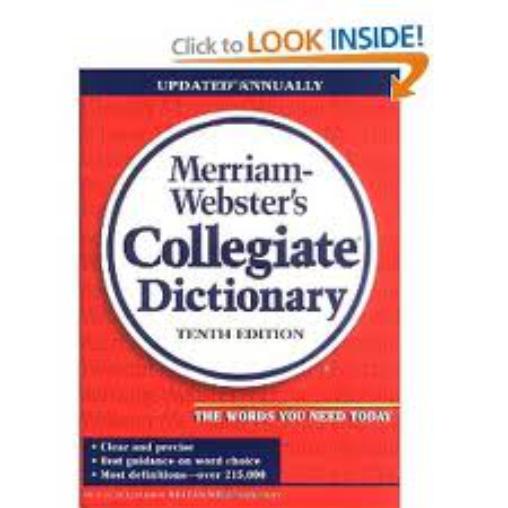 Click to LOOK INSIDE!
UPDATED ANNUALLY
Merriam-
Webster's
Collegiate®
Dictionary
TENTH EDITION
THE WORDS YOU NEED TODAY
• Clear and precise
• Best guidance on word choice
• Most definitions—over 215,000